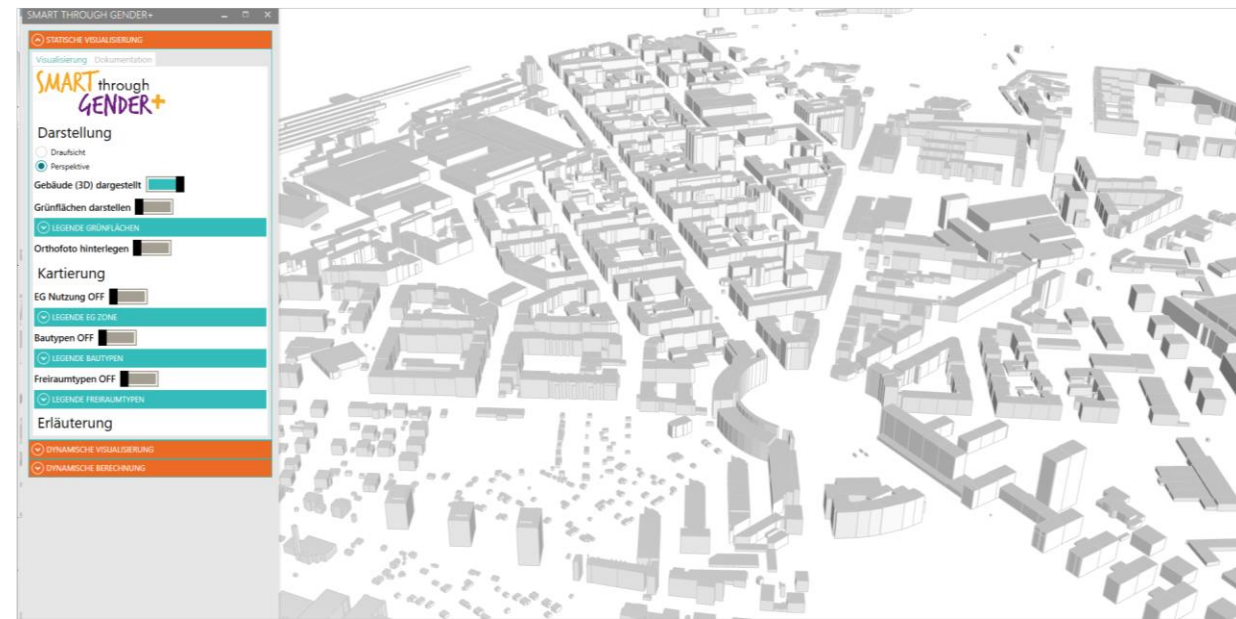 SMART THROUGH GENDER+
STATISCHE VISUALISIERUNG
Visualisierung Dokumentation
SMART through
GENDER+
Darstellung
Draufsicht
Perspektive
Gebäude (3D) dargestellt
Grünflächen darstellen
LEGENDE GRÜNFLÄCHEN
Orthofoto hinterlegen
Kartierung
EG Nutzung OFF
LEGENDE EG ZONE
Bautypen OFF
LEGENDE BAUTYPEN
Freiraumtypen OFF
LEGENDE FREIRAUMTYPEN
Erläuterung
DYNAMISCHE VISUALISIERUNG
DYNAMISCHE BERECHNUNG